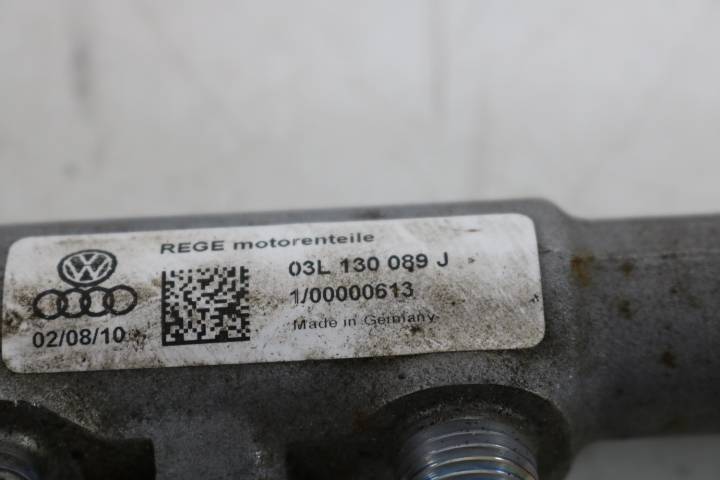 REGE motorenteile
03L 130 089 J
1/00000613
Made in Germany
02/08/10